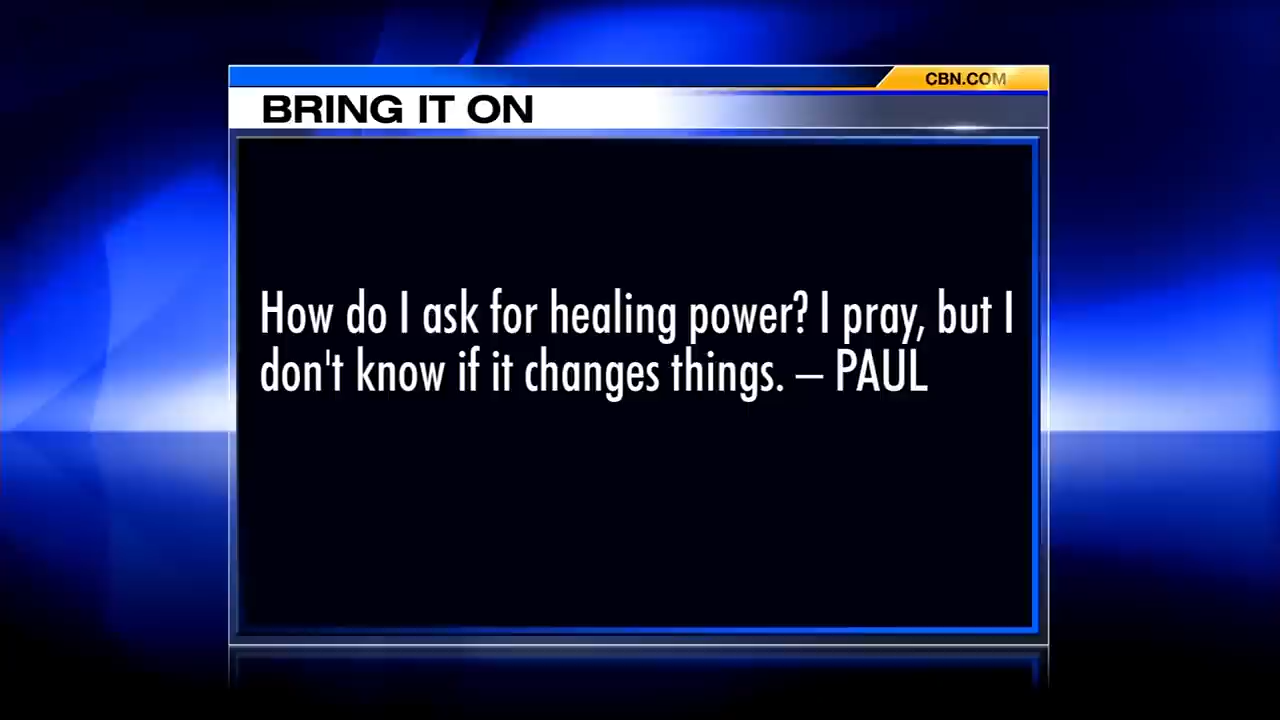 CBN.COM
BRING IT ON
How do I ask for healing power? I pray, but I
don't know if it changes things. – PAUL